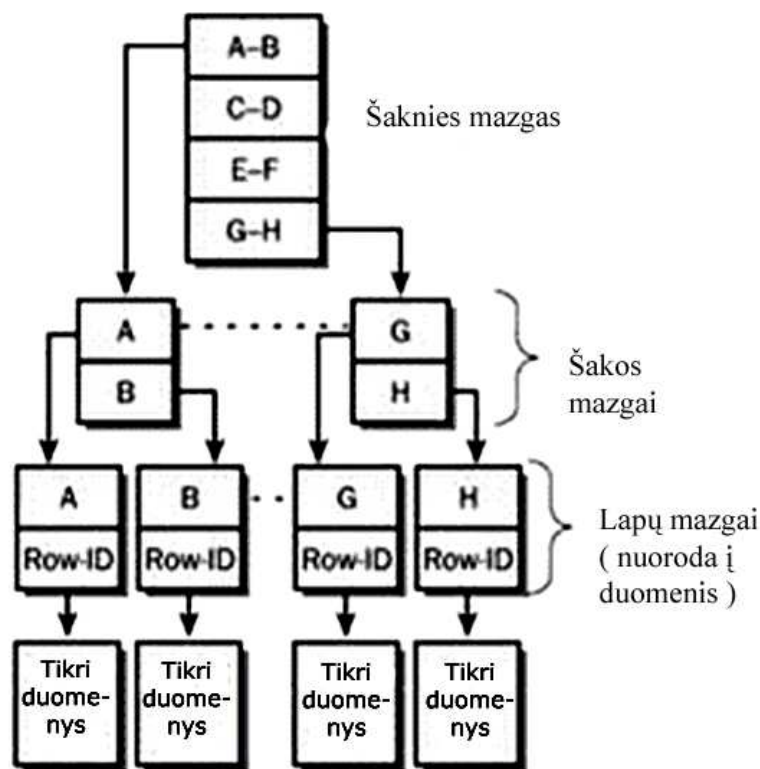 A-B
C-D
Šaknies mazgas
E-F
G-H
A
G
B
H
Šakos
mazgai
A
B
G
H
Row-ID
Row-ID
Row-ID
Row-ID
Lapų mazgai
( nuoroda į
duomenis )
Tikri
duome-
nys
Tikri
duome-
nys
Tikri
duome-
nys
Tikri
duome-
nys